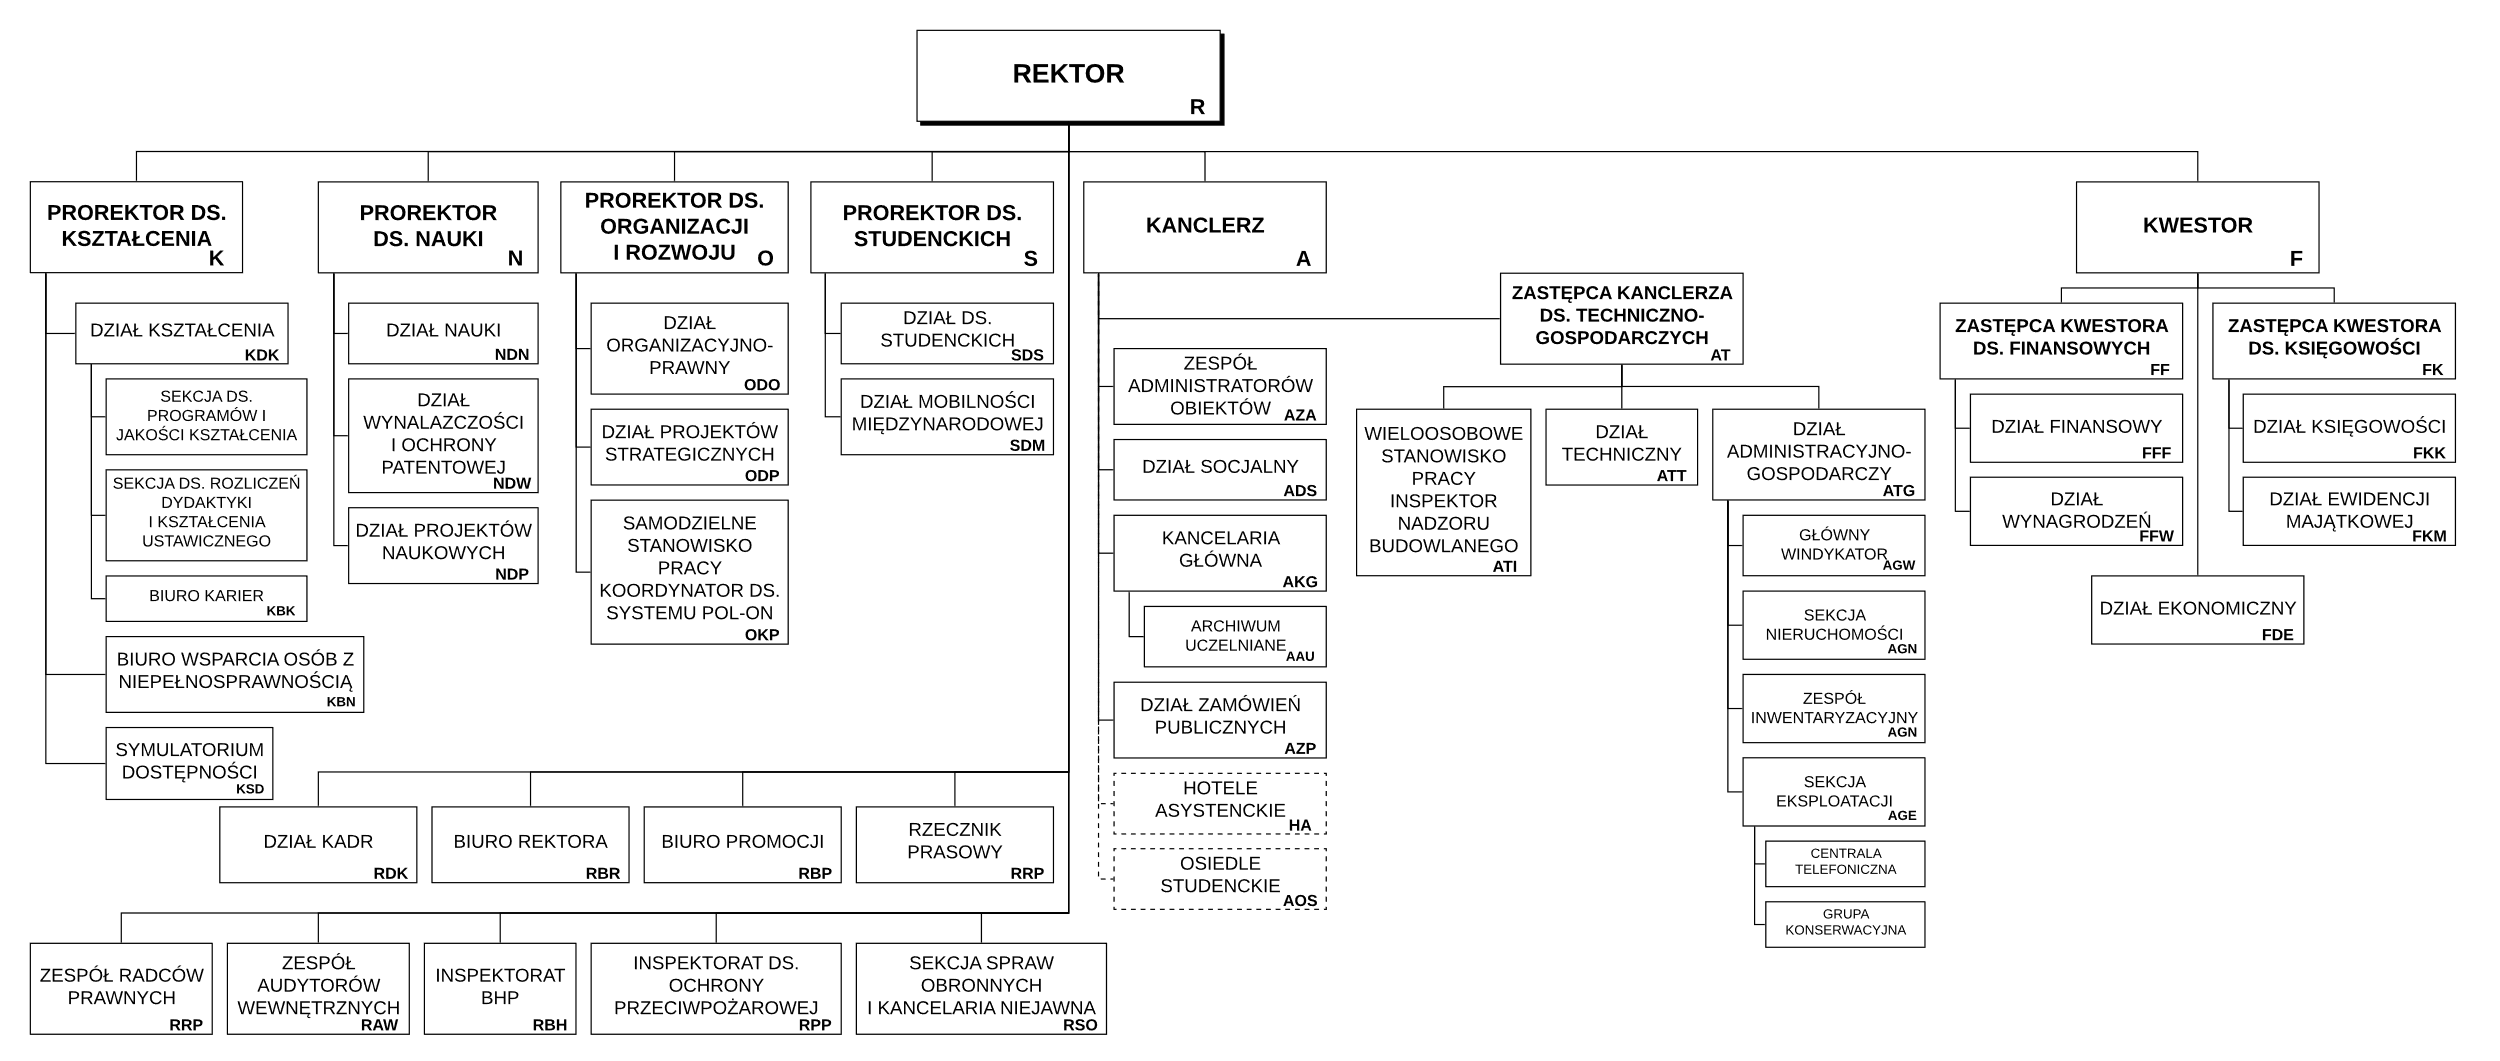 REKTOR
R
PROREKTOR DS.
KSZTAŁCENIA
K
PROREKTOR
DS. NAUKI
N
PROREKTOR DS.
ORGANIZACJI
I ROZWOJU
O
PROREKTOR DS.
STUDENCKICH
S
KANCLERZ
A
KWESTOR
F
DZIAŁ KSZTAŁCENIA
KDK
SEKCJA DS.
PROGRAMÓW I
JAKOŚCI KSZTAŁCENIA
SEKCJA DS. ROZLICZEŃ
DYDAKTYKI
I KSZTAŁCENIA
USTAWICZNEGO
BIURO KARIER
KBK
BIURO WSPARCIA OSÓB Z
NIEPEŁNOSPRAWNOŚCIĄ
KBN
SYMULATORIUM
DOSTĘPNOŚCI
KSD
DZIAŁ NAUKI
NDN
DZIAŁ
WYNALAZCZOŚCI
I OCHRONY
PATENTOWEJ
NDW
DZIAŁ PROJEKTÓW
NAUKOWYCH
NDP
DZIAŁ
ORGANIZACYJNO-
PRAWNY
ODO
DZIAŁ PROJEKTÓW
STRATEGICZNYCH
ODP
SAMODZIELNE
STANOWISKO
PRACY
KOORDYNATOR DS.
SYSTEMU POL-ON
OKP
DZIAŁ DS.
STUDENCKICH
SDS
DZIAŁ MOBILNOŚCI
MIĘDZYNARODOWEJ
SDM
ZESPÓŁ
ADMINISTRATORÓW
OBIEKTÓW
AZA
DZIAŁ SOCJALNY
ADS
KANCELARIA
GŁÓWNA
AKG
ARCHIWUM
UCZELNIANE
AAU
DZIAŁ ZAMÓWIEŃ
PUBLICZNYCH
AZP
HOTELE
ASYSTENCKIE
HA
OSIEDLE
STUDENCKIE
AOS
ZASTĘPCA KANCLERZA
DS. TECHNICZNO-
GOSPODARCZYCH
AT
WIELOOSOBOWE
STANOWISKO
PRACY
INSPEKTOR
NADZORU
BUDOWLANEGO
ATI
DZIAŁ
TECHNICZNY
ATT
DZIAŁ
ADMINISTRACYJNO-
GOSPODARCZY
ATG
GŁÓWNY
WINDYKATOR
AGW
SEKCJA
NIERUCHOMOŚCI
AGN
ZESPÓŁ
INWENTARYZACYJNY
AGN
SEKCJA
EKSPLOATACJI
AGE
CENTRALA
TELEFONICZNA
GRUPA
KONSERWACYJNA
ZASTĘPCA KWESTORA
DS. FINANSOWYCH
FF
DZIAŁ FINANSOWY
FFF
DZIAŁ
WYNAGRODZEŃ
FFW
ZASTĘPCA KWESTORA
DS. KSIĘGOWOŚCI
FK
DZIAŁ KSIĘGOWOŚCI
FKK
DZIAŁ EWIDENCJI
MAJĄTKOWEJ
FKM
DZIAŁ EKONOMICZNY
FDE
DZIAŁ KADR
RDK
BIURO REKTORA
RBR
BIURO PROMOCJI
RBP
RZECZNIK
PRASOWY
RRP
ZESPÓŁ RADCÓW
PRAWNYCH
RRP
ZESPÓŁ
AUDYTORÓW
WEWNĘTRZNYCH
RAW
INSPEKTORAT
BHP
RBH
INSPEKTORAT DS.
OCHRONY
PRZECIWPOŻAROWEJ
RPP
SEKCJA SPRAW
OBRONNYCH
I KANCELARIA NIEJAWNA
RSO